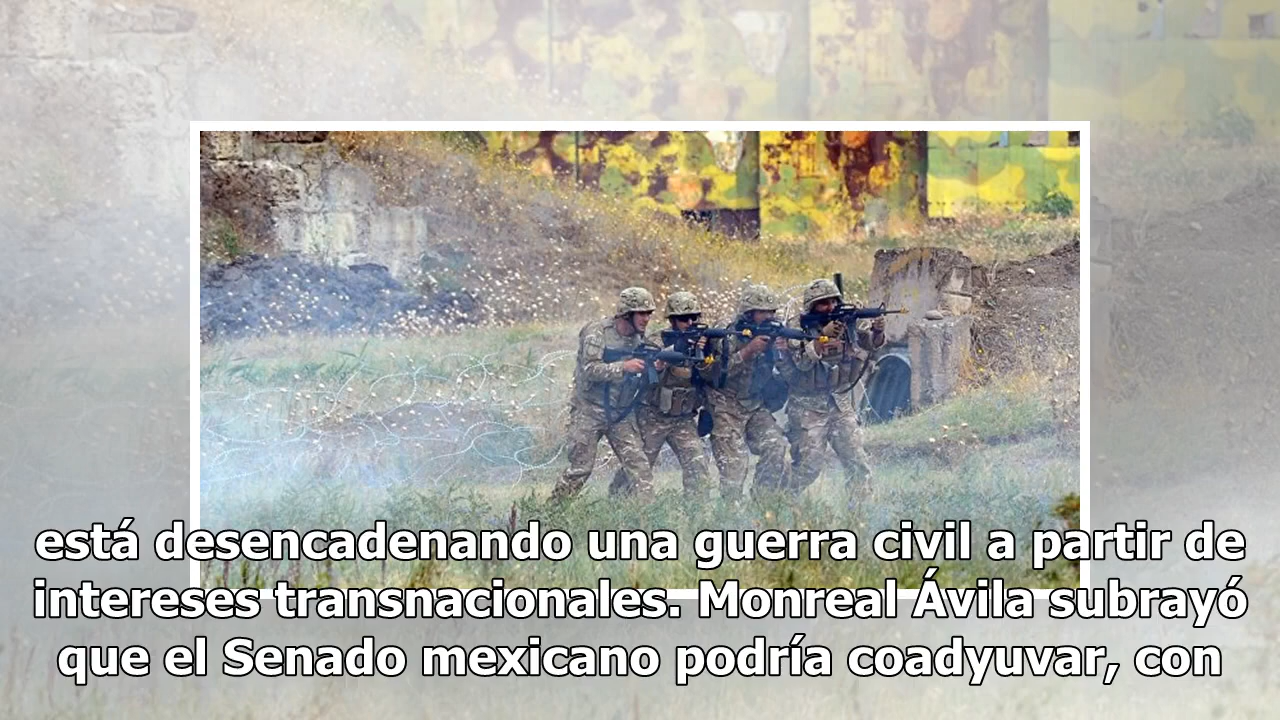 está desencadenando una guerra civil a partir de
intereses transnacionales. Monreal Ávila subrayó
que el Senado mexicano podría coadyuvar, con